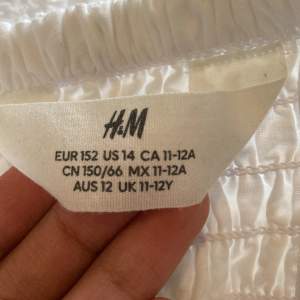 H&M
EUR 152 US 14 CA 11-12A
CN 150/66 MX 11-12A
AUS 12 UK 11-12Y